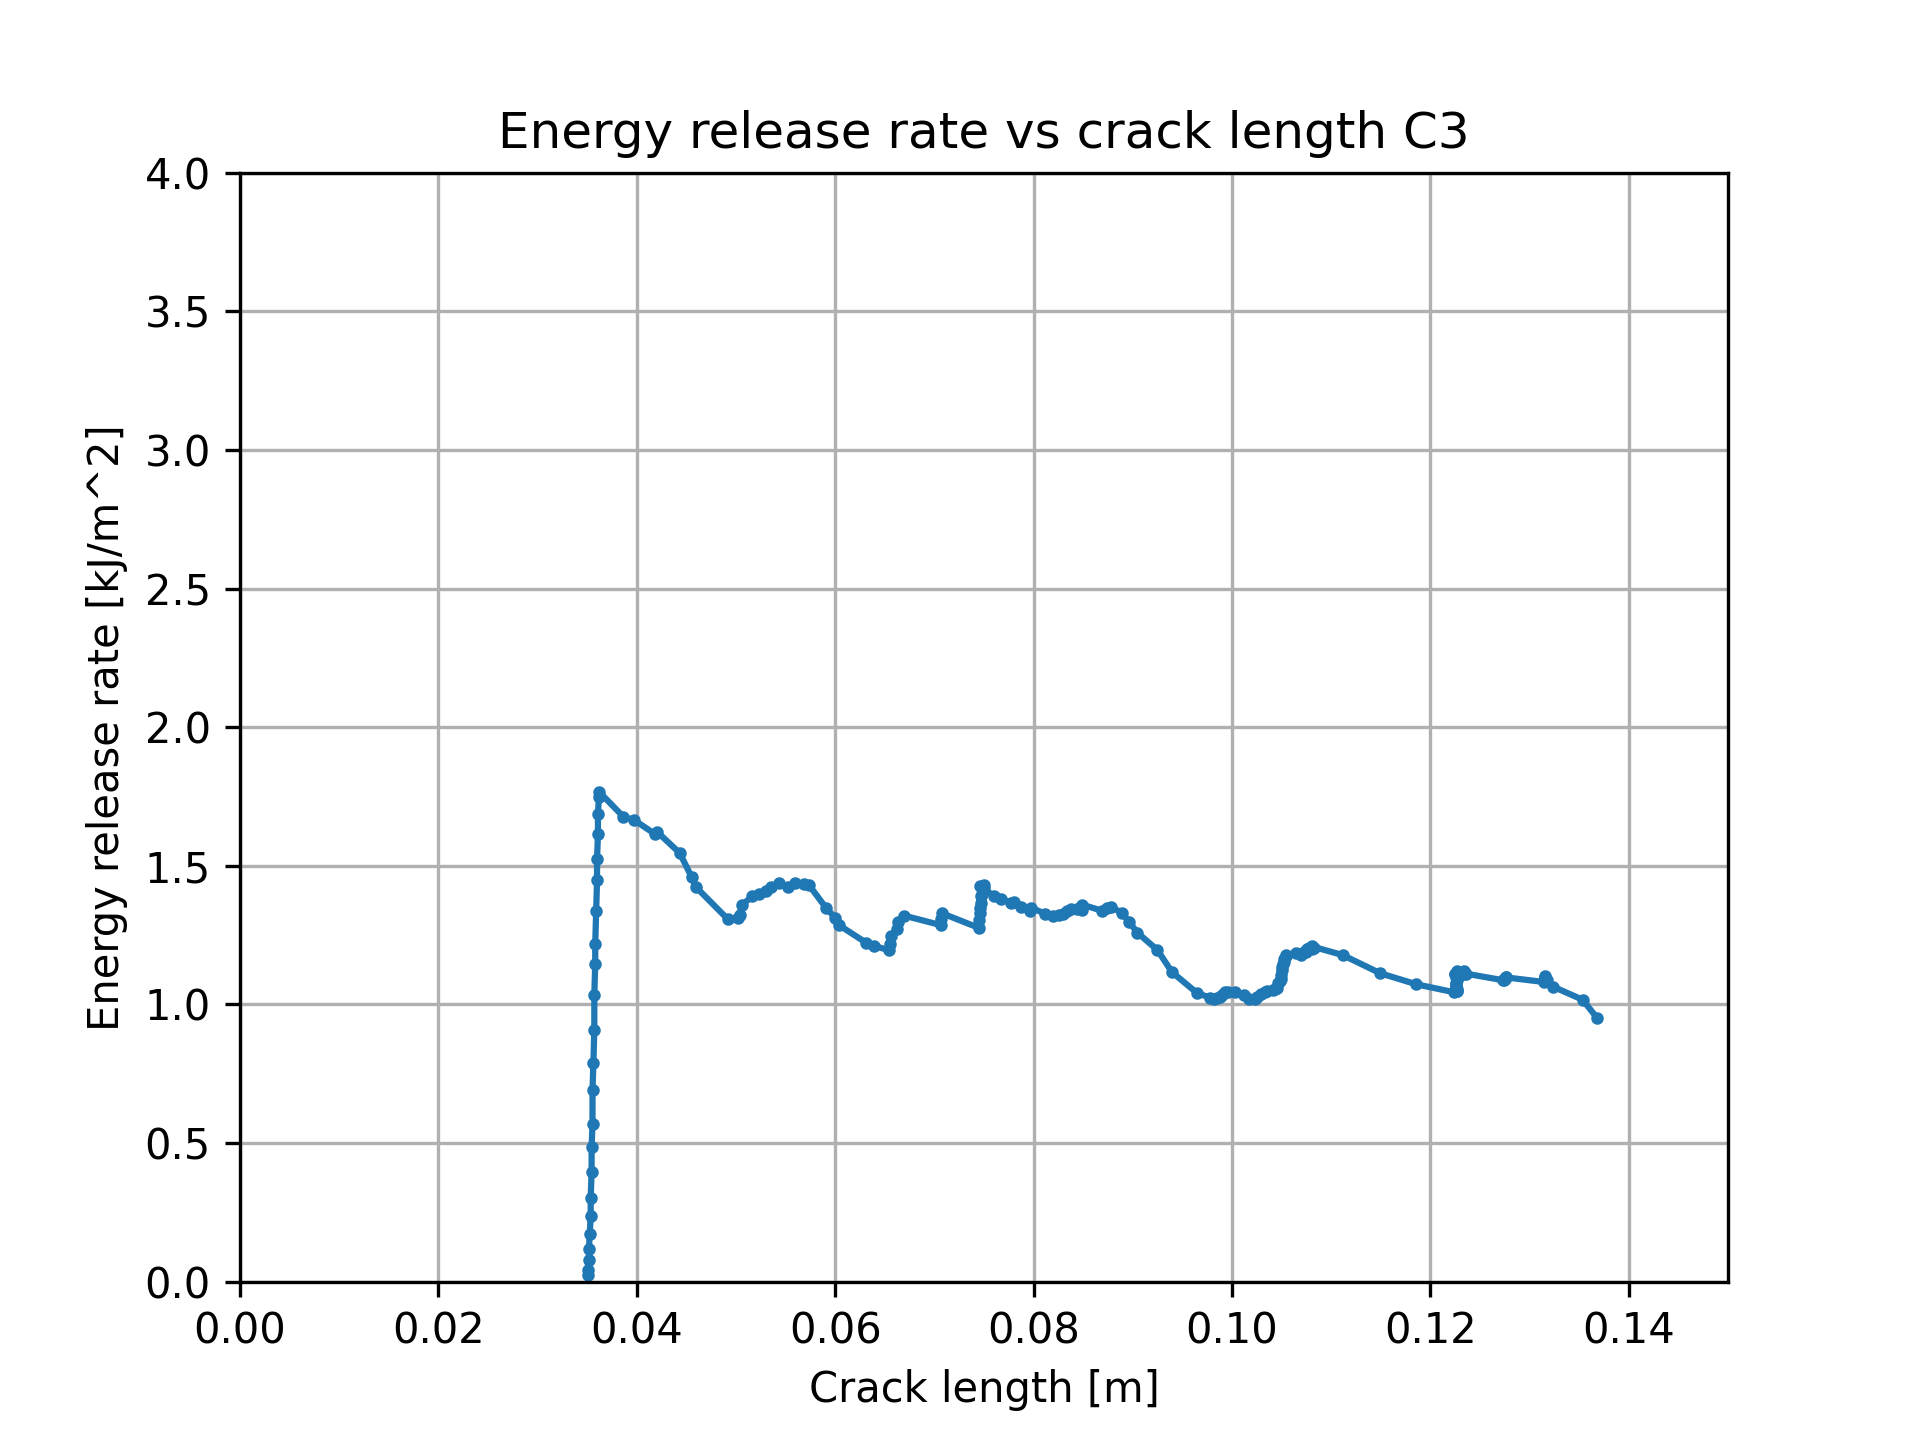 Energy release rate vs crack length C3
4.0
3.5
3.0
2.5
2.0
1.5
1.0
0.5
0.0
Energy release rate [kJ/m^2]
0.00 0.02 0.04 0.06 0.08 0.10 0.12 0.14
Crack length [m]